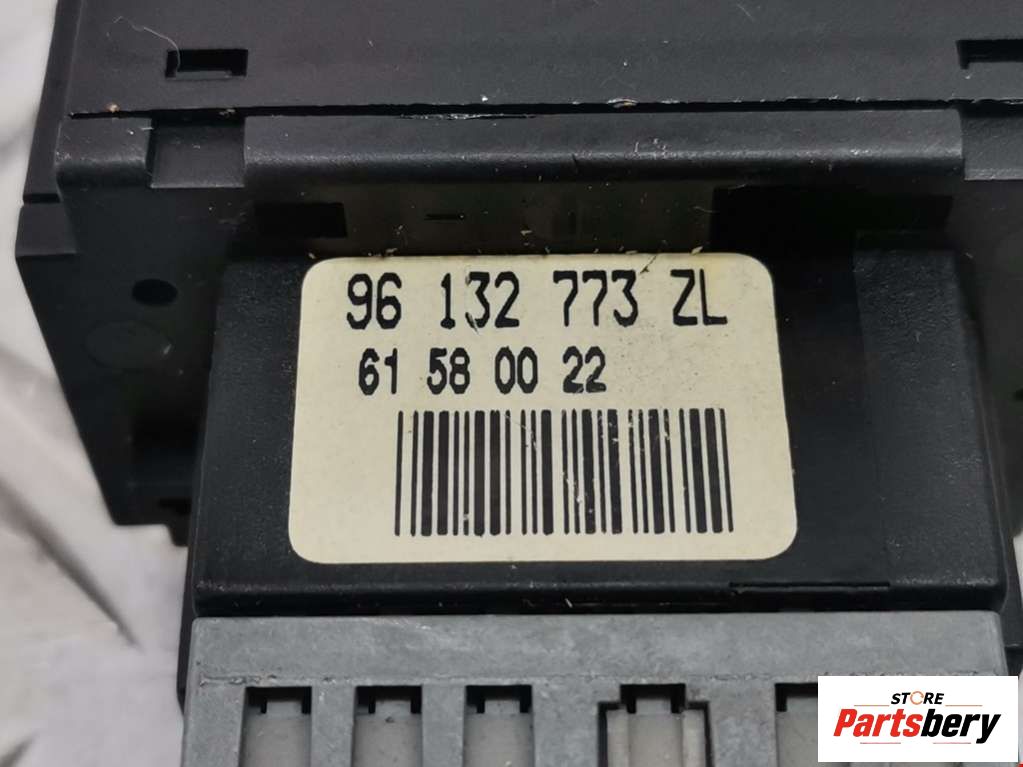 96 132 773 ZL
61 58 00 22
STORE
Partsbery